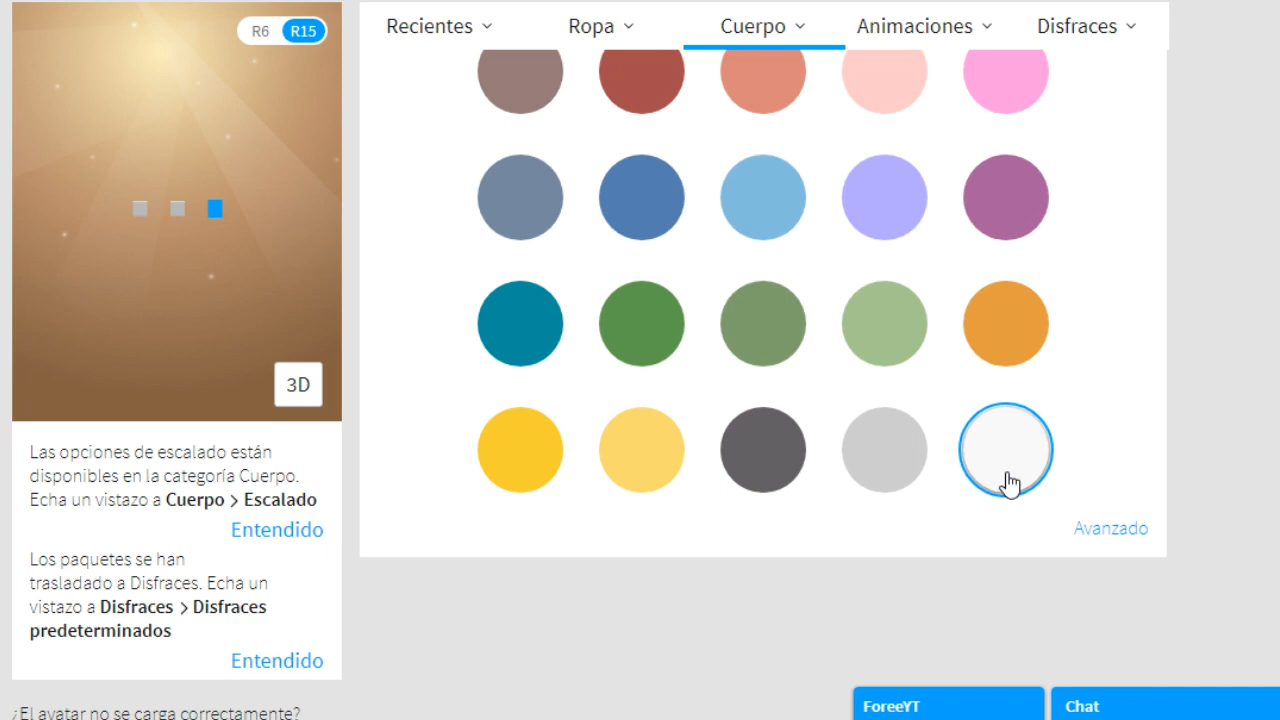 R6 R15
Recientes Ropa Cuerpo Animaciones Disfraces
3D
Las opciones de escalado están
disponibles en la categoría Cuerpo.
Echa un vistazo a Cuerpo > Escalado
Entendido
Los paquetes se han
trasladado a Disfraces. Echa un
vistazo a Disfraces > Disfraces
predeterminados
Entendido
Avanzado
¿El avatar no se carga correctamente?
ForeeYT
Chat